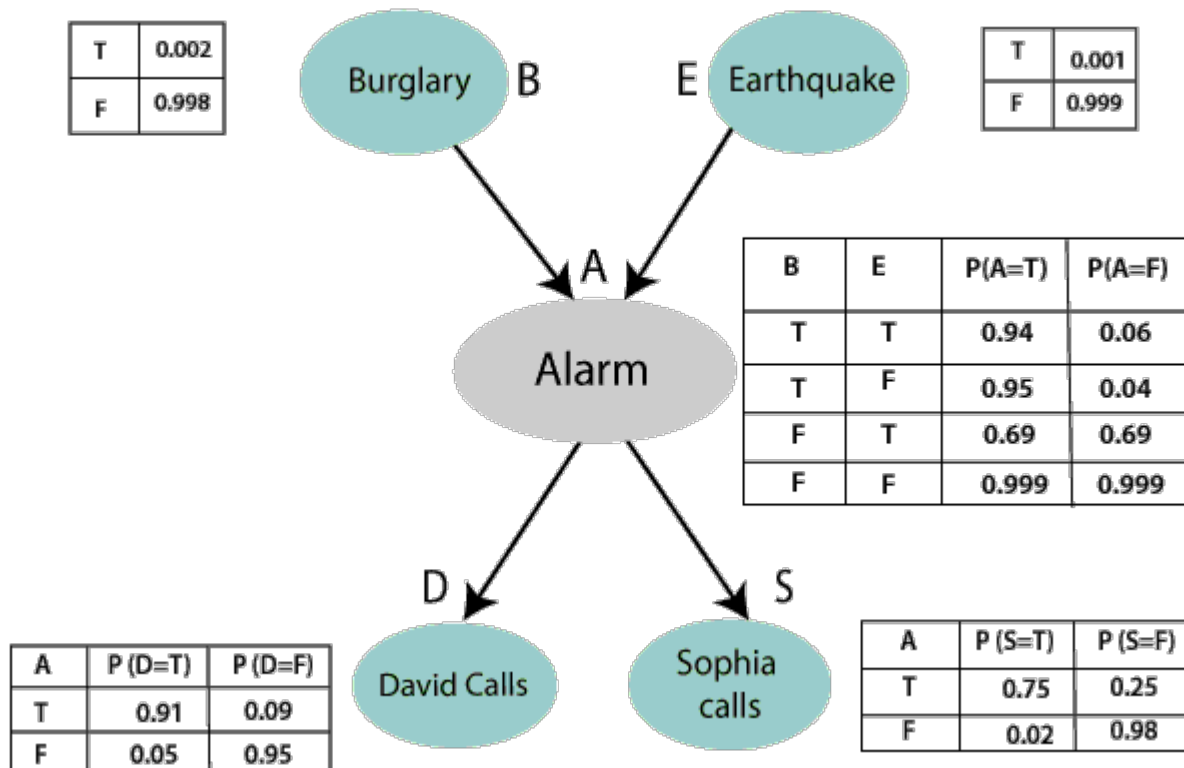 T 0.002
F 0.998
Burglary B
E Earthquake
T 0.001
F 0.999
A
Alarm
B E P(A=T) P(A=F)
T T 0.94 0.06
T F 0.95 0.04
F T 0.69 0.69
F F 0.999 0.999
D
S
A P (D=T) P (D=F)
T 0.91 0.09
F 0.05 0.95
David Calls
Sophia
calls
A P (S=T) P (S=F)
T 0.75 0.25
F 0.02 0.98